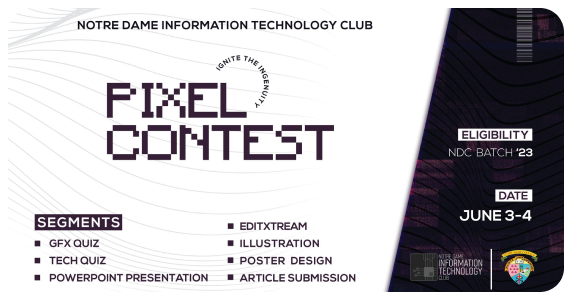 NOTRE DAME INFORMATION TECHNOLOGY CLUB
IGNITE THE INGENUITY
PIXEL
CONTEST
SEGMENTS
GFX QUIZ
TECH QUIZ
POWERPOINT PRESENTATION
EDITXTREAM
ILLUSTRATION
POSTER DESIGN
ARTICLE SUBMISSION
ELIGIBILITY
NDC BATCH '23
DATE
JUNE 3-4
NOTRE DAME
INFORMATION
TECHNOLOGY
CLUB